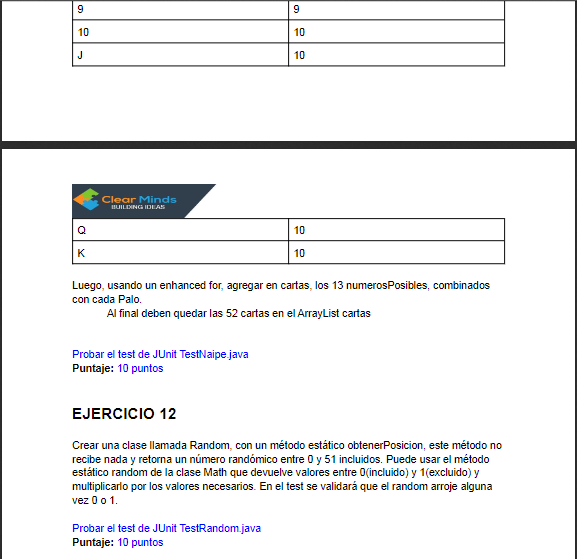 9 9
10 10
J 10
Clear Minds
BUILDING IDEAS
Q 10
K 10
Luego, usando un enhanced for, agregar en cartas, los 13 numerosPosibles, combinados
con cada Palo.
Al final deben quedar las 52 cartas en el ArrayList cartas
Probar el test de JUnit TestNaipe.java
Puntaje: 10 puntos
EJERCICIO 12
Crear una clase llamada Random, con un método estático obtenerPosicion, este método no
recibe nada y retorna un número randómico entre 0 y 51 incluidos. Puede usar el método
estático random de la clase Math que devuelve valores entre 0(incluido) y 1(excluido) y
multiplicarlo por los valores necesarios. En el test se validará que el random arroje alguna
vez 0 o 1.
Probar el test de JUnit TestRandom.java
Puntaje: 10 puntos